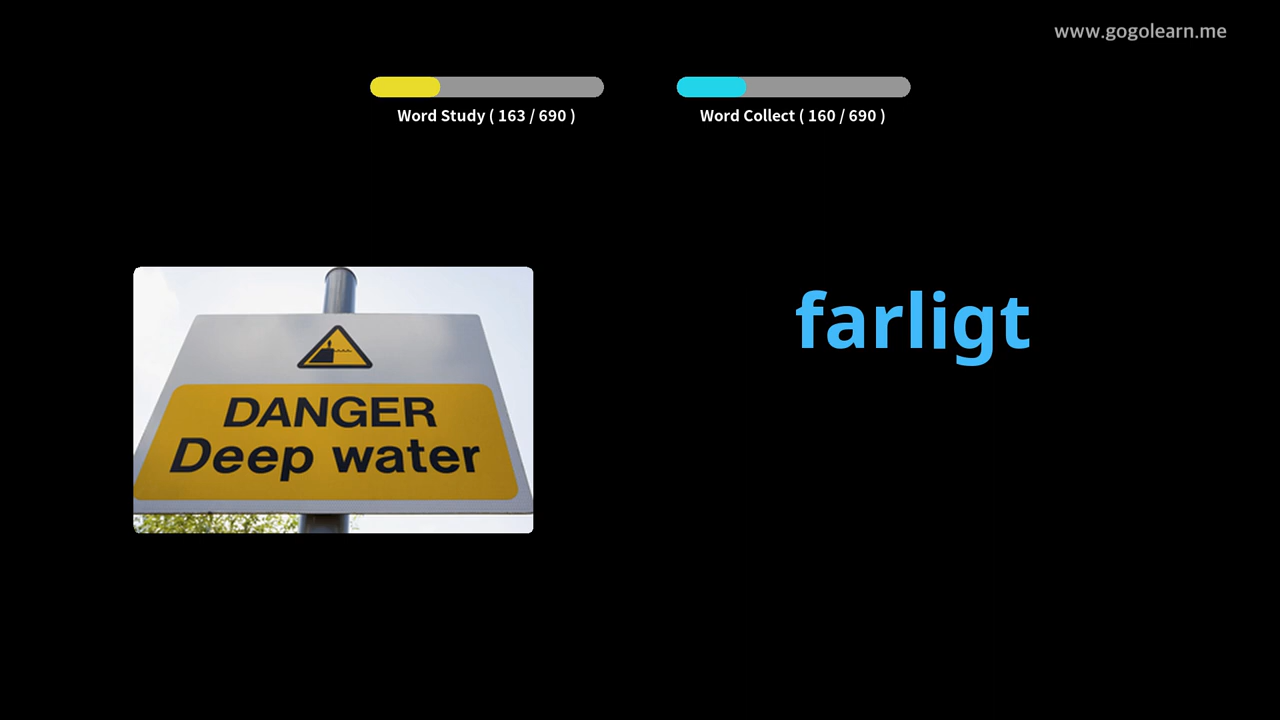 www.gogolearn.me
Word Study ( 163 / 690 )
Word Collect ( 160 / 690 )
farligt
DANGER
Deep water